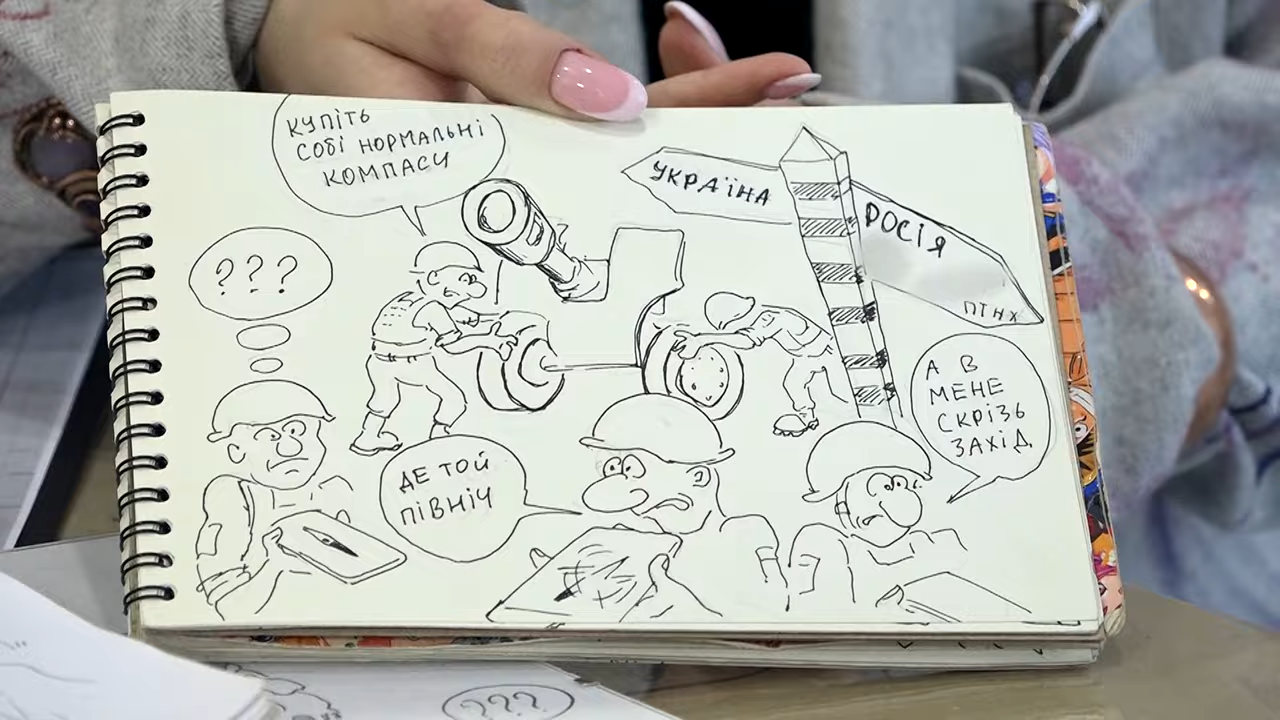 КУПІТЬ
СОБІ НОРМАЛЬНІ
КОМПАСИ
УКРАЇНА
РОСІЯ
ПТНХ
???
А В
МЕНЕ
СКРІЗЬ
ЗАХІД.
ДЕ ТОЙ
ПІВНІЧ
???